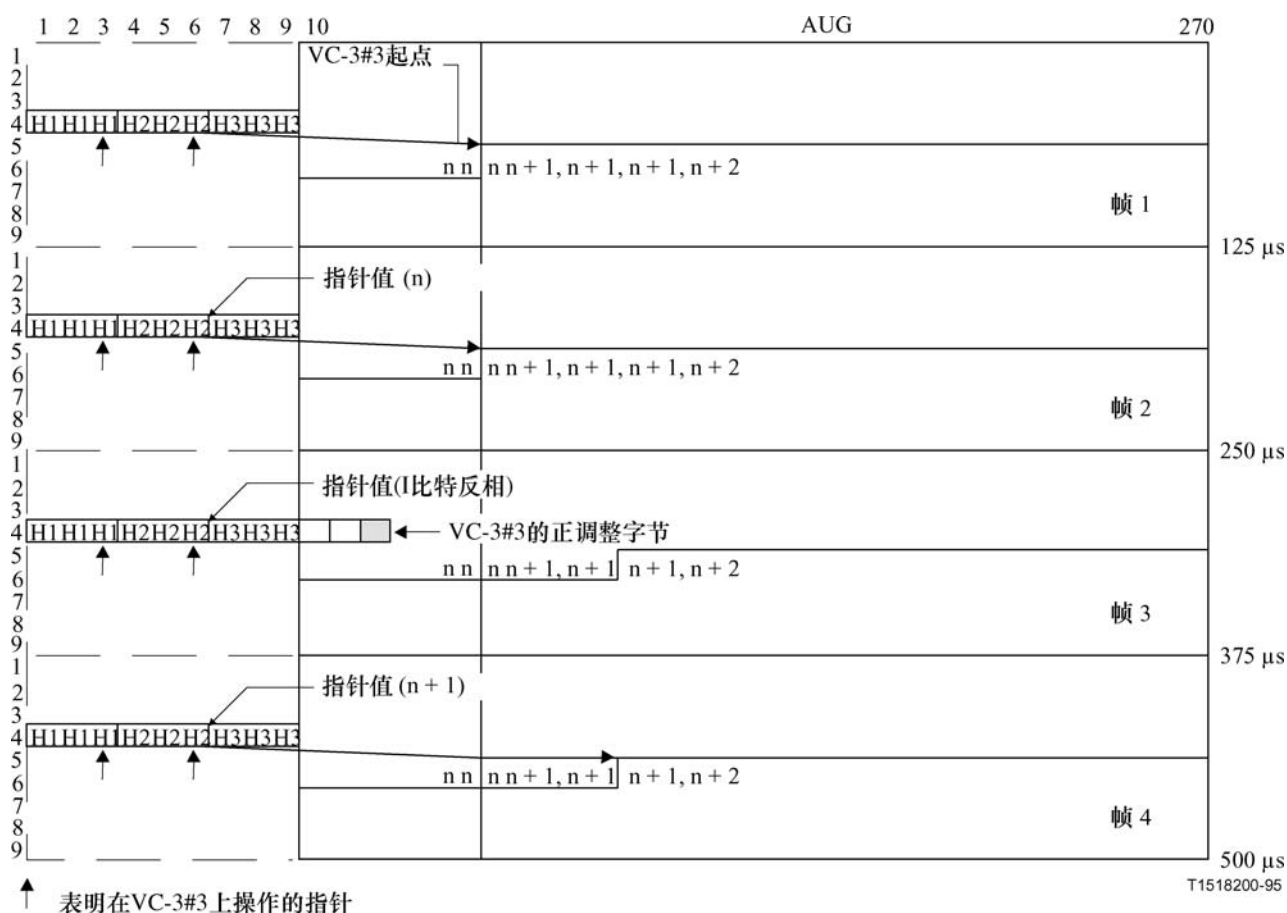 1 2 3 4 5 6 7 8 9 10 AUG 270
VC-3#3起点
1
2
3
4 H1 H1 H1 H2 H2 H2 H3 H3 H3
5
6
7
8
9
n n n n + 1, n + 1, n + 1, n + 2
帧 1
125 µs
1
2
3
指针值 (n)
4 H1 H1 H1 H2 H2 H2 H3 H3 H3
5
6
7
8
9
n n n n + 1, n + 1, n + 1, n + 2
帧 2
250 µs
1
2
3
指针值(I比特反相)
4 H1 H1 H1 H2 H2 H2 H3 H3 H3
VC-3#3的正调整字节
5
6
7
8
9
n n n n + 1, n + 1 n + 1, n + 2
帧 3
375 µs
1
2
3
指针值 (n + 1)
4 H1 H1 H1 H2 H2 H2 H3 H3 H3
5
6
7
8
9
n n n n + 1, n + 1 n + 1, n + 2
帧 4
500 µs
T1518200-95
表明在VC-3#3上操作的指针